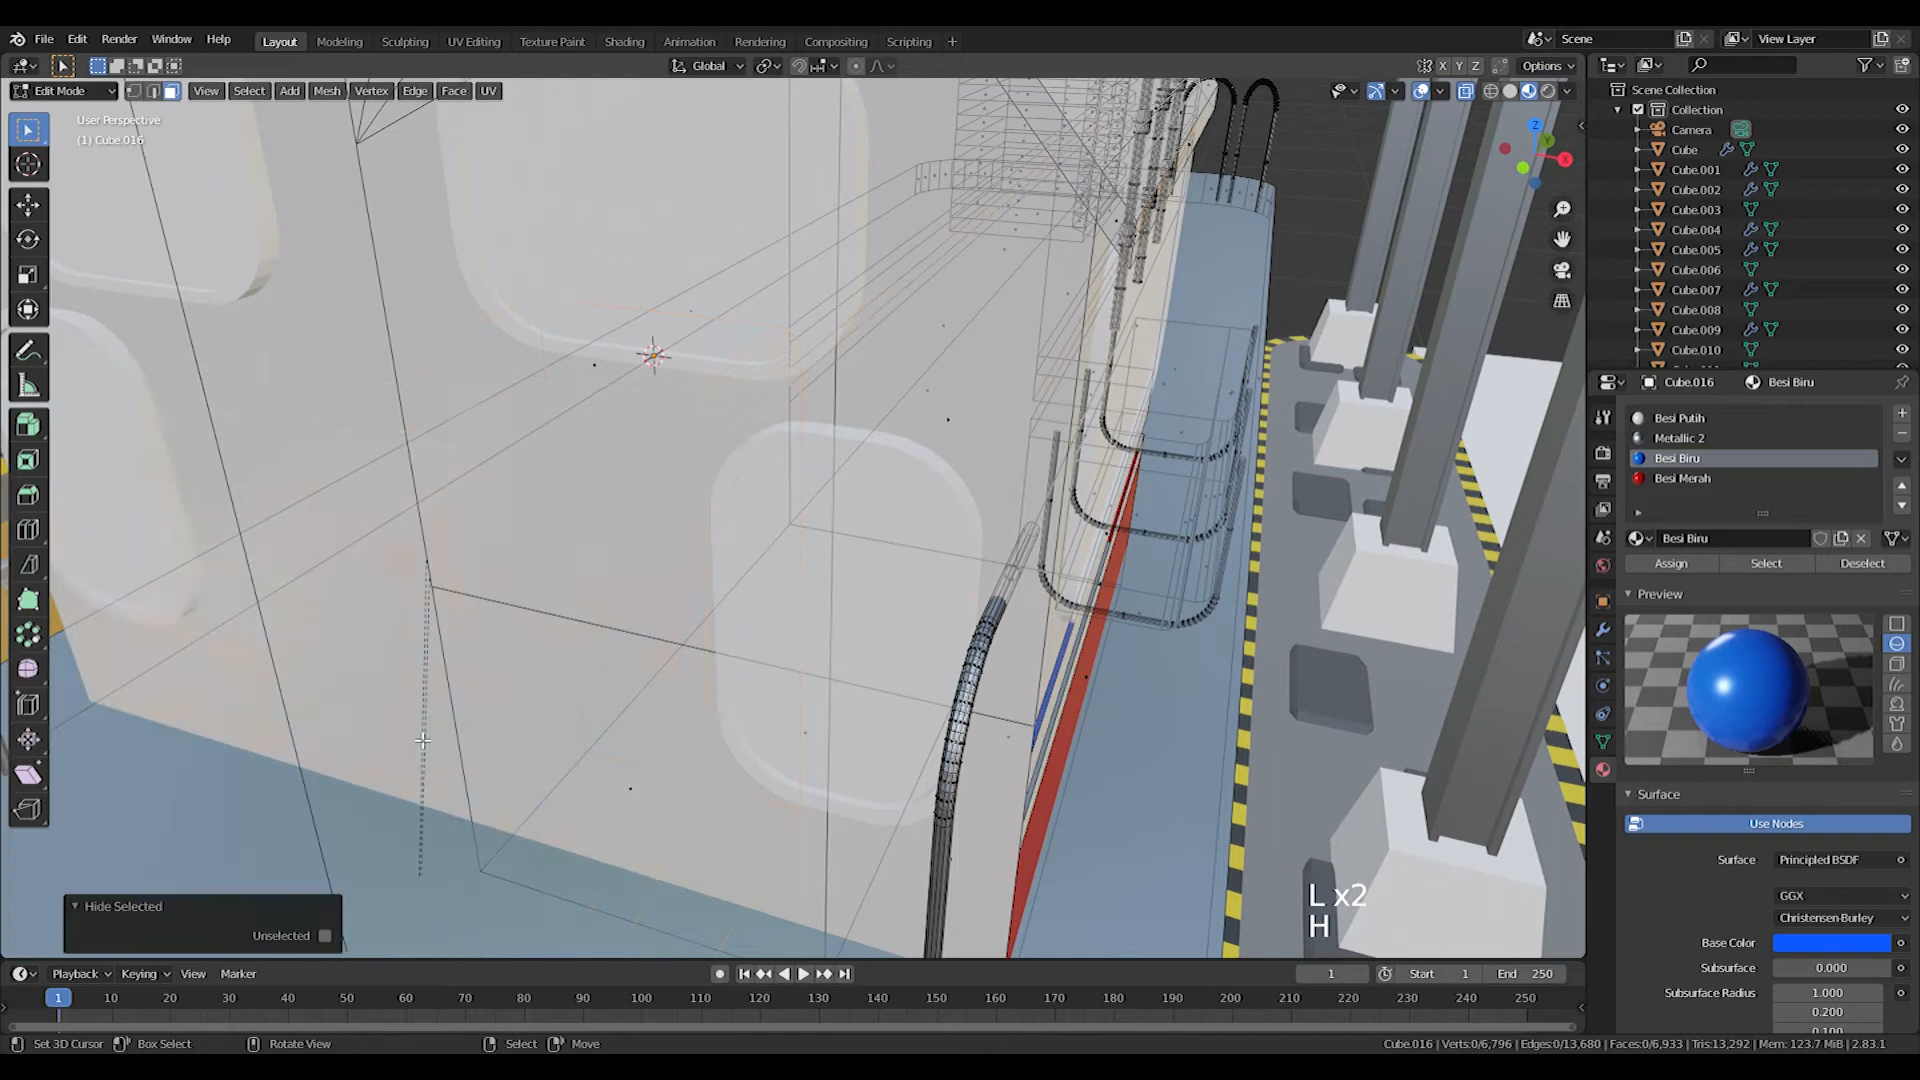 File Edit Render Window Help Layout Modeling Sculpting UV Editing Texture Paint Shading Animation Rendering Compositing Scripting + Scene View Layer
Global X Y Z Options
Edit Mode View Select Add Mesh Vertex Edge Face UV
User Perspective
(1) Cube.016
Z
Y
X
Scene Collection
Collection
Camera
Cube
Cube.001
Cube.002
Cube.003
Cube.004
Cube.005
Cube.006
Cube.007
Cube.008
Cube.009
Cube.010
Cube.016 Besi Biru
Besi Putih
Metallic 2
Besi Biru
Besi Merah
Besi Biru
Assign Select Deselect
Preview
Surface
Use Nodes
Surface Principled BSDF
GGX
Christensen-Burley
Base Color
Subsurface 0.000
Subsurface Radius 1.000
0.200
0.100
L x2
H
Hide Selected
Unselected
Playback Keying View Marker 1 Start 1 End 250
1 10 20 30 40 50 60 70 80 90 100 110 120 130 140 150 160 170 180 190 200 210 220 230 240 250
Set 3D Cursor Box Select Rotate View Select Move Cube.016 | Verts:0/6,796 | Edges:0/13,680 | Faces:0/6,933 | Tris:13,292 | Mem: 123.7 MiB | 2.83.1